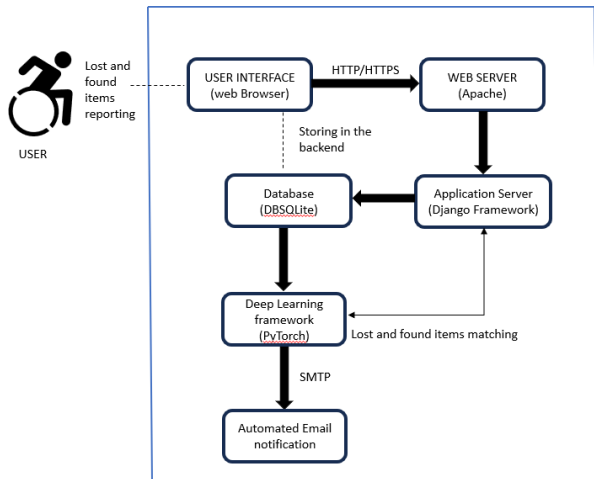 Lost and
found
items
reporting
USER
USER INTERFACE
(web Browser)
HTTP/HTTPS
WEB SERVER
(Apache)
Storing in the
backend
Database
(DBSQLite)
Application Server
(Django Framework)
Deep Learning
framework
(PyTorch)
Lost and found items matching
SMTP
Automated Email
notification